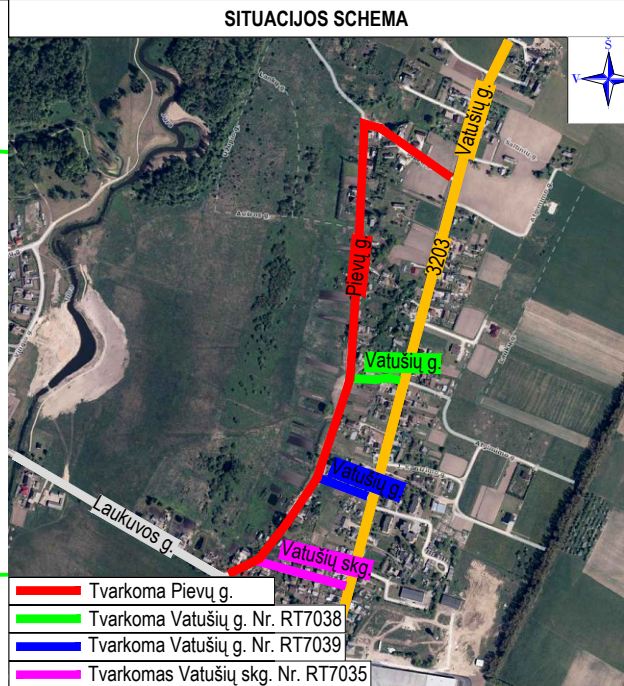 SITUACIJOS SCHEMA
Š
V
Vatušių g.
3203
Pievų g.
Vatušių g.
Vatušių g.
Vatušių skg.
Laukuvos g.
Tvarkoma Pievų g.
Tvarkoma Vatušių g. Nr. RT7038
Tvarkoma Vatušių g. Nr. RT7039
Tvarkomas Vatušių skg. Nr. RT7035